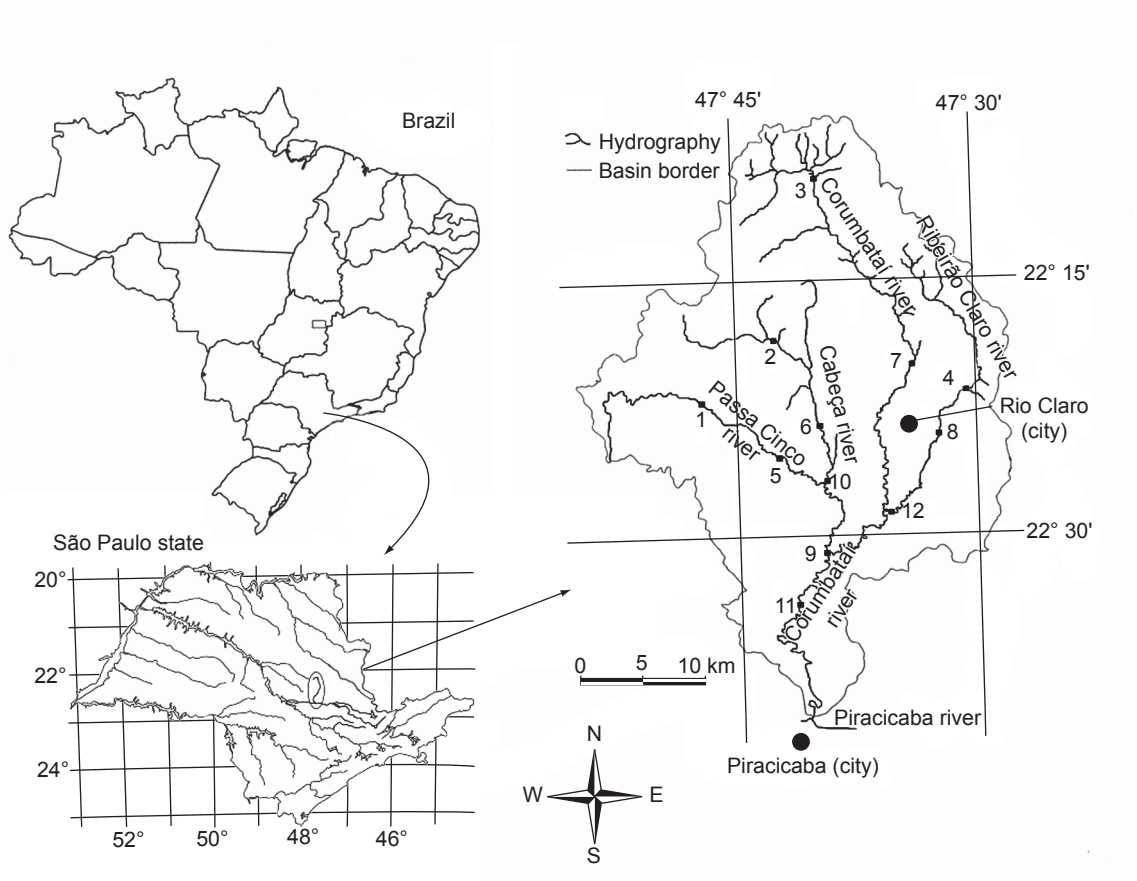 Brazil
47° 45'
47° 30'
Hydrography
Basin border
3
Corumbataí river
Ribeirão Claro river
22° 15'
2
7
4
Cabeça river
Passa Cinco
river
1
6
8
Rio Claro
(city)
5
10
12
22° 30'
9
11
Corumbataí
river
São Paulo state
20°
22°
24°
52°
50°
48°
46°
0
5
10 km
Piracicaba river
Piracicaba (city)
N
W
E
S